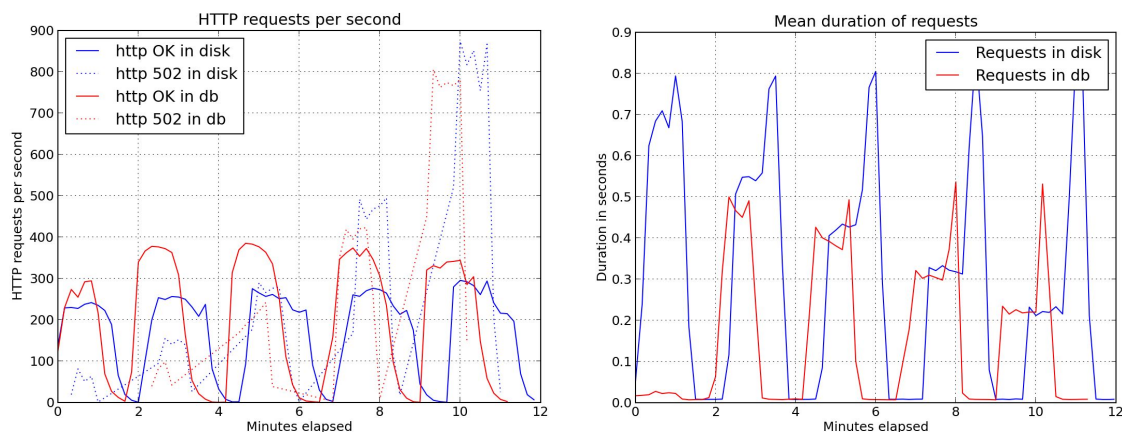 HTTP requests per second
900
800
700
600
500
400
300
200
100
0
HTTP requests per second
http OK in disk
http 502 in disk
http OK in db
http 502 in db
0 2 4 6 8 10 12
Minutes elapsed
Mean duration of requests
0.9
0.8
0.7
0.6
0.5
0.4
0.3
0.2
0.1
0.0
Duration in seconds
Requests in disk
Requests in db
0 2 4 6 8 10 12
Minutes elapsed